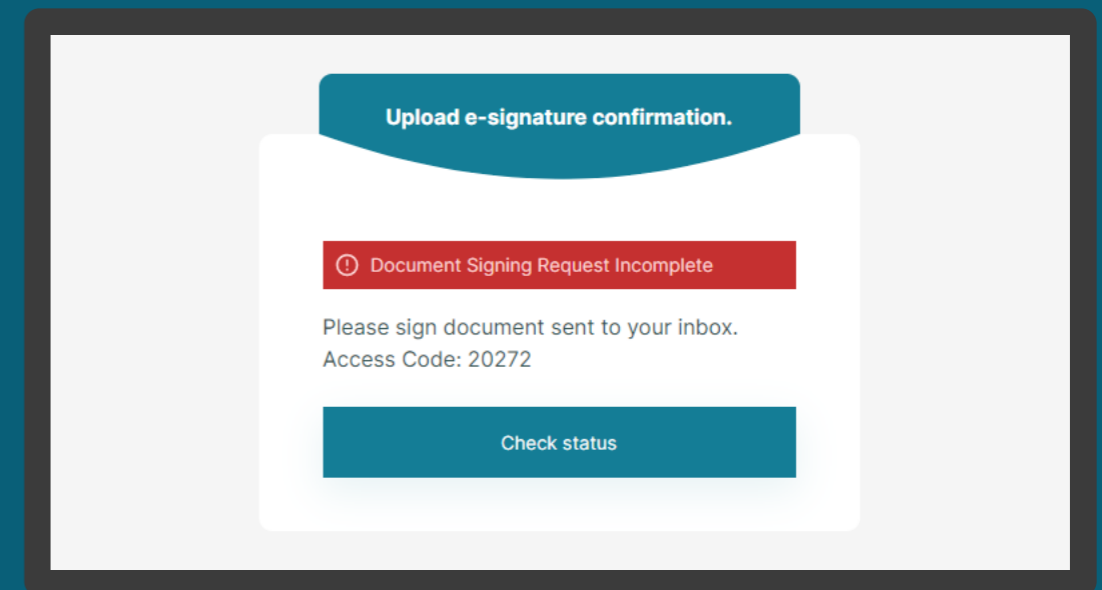 Upload e-signature confirmation.
Document Signing Request Incomplete
Please sign document sent to your inbox.
Access Code: 20272
Check status